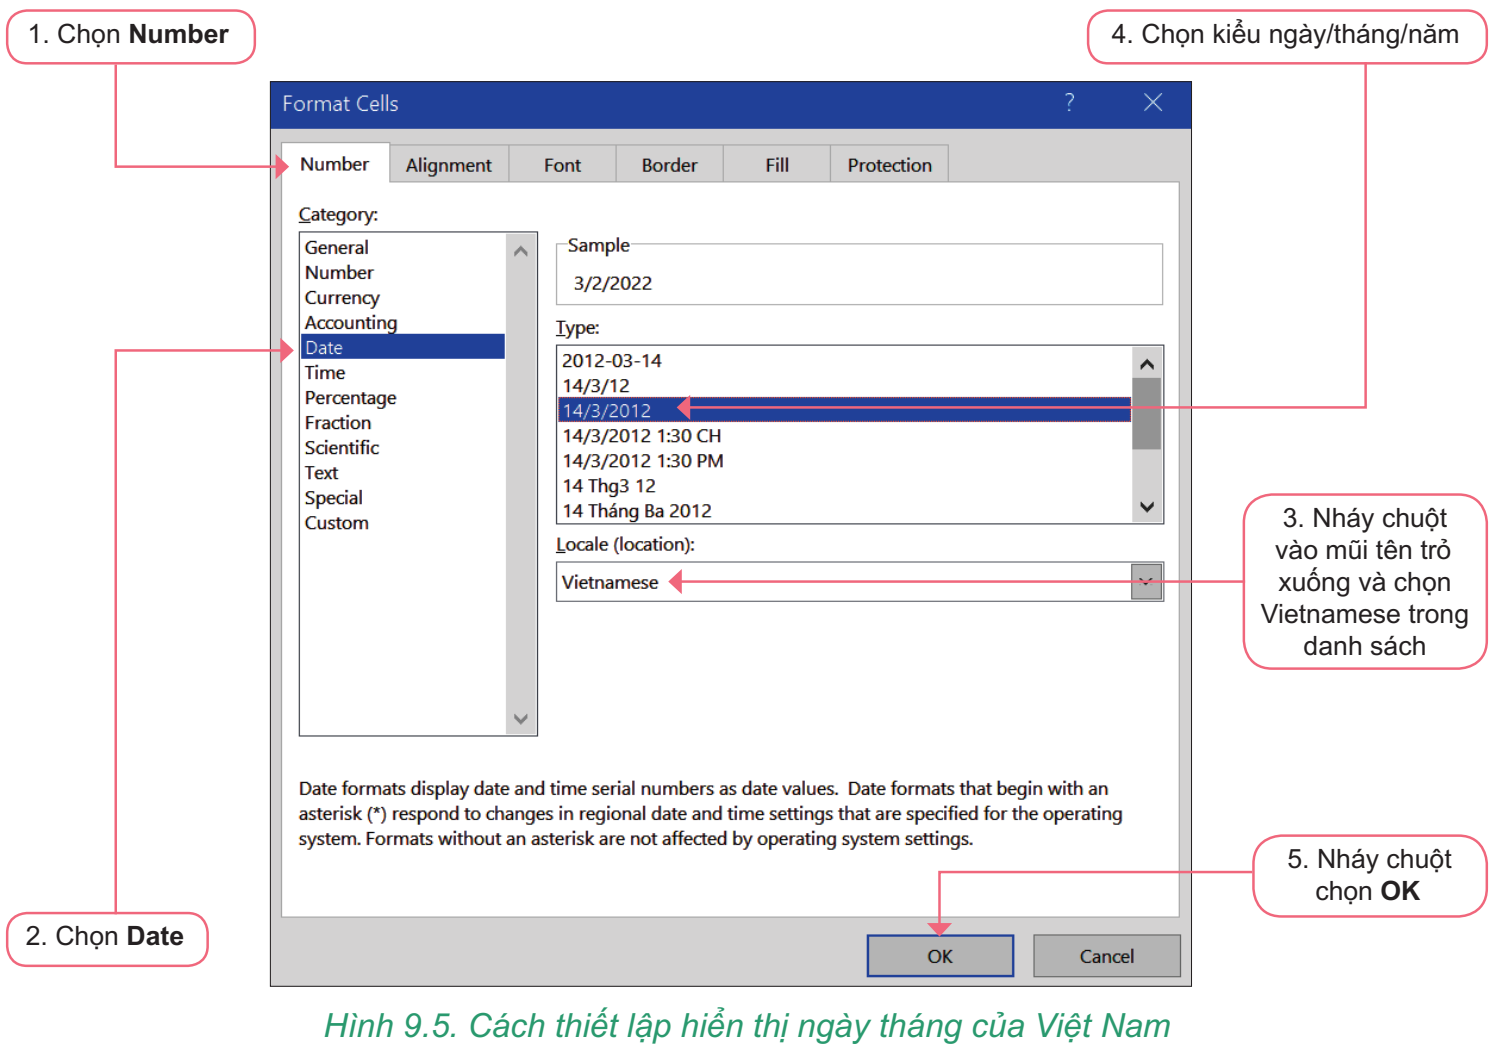 1. Chọn Number
4. Chọn kiểu ngày/tháng/năm
Format Cells
?
Number
Alignment
Font
Border
Fill
Protection
Category:
General
Number
Currency
Accounting
Date
Time
Percentage
Fraction
Scientific
Text
Special
Custom
Sample
3/2/2022
Type:
2012-03-14
14/3/12
14/3/2012
14/3/2012 1:30 CH
14/3/2012 1:30 PM
14 Thg3 12
14 Tháng Ba 2012
Locale (location):
Vietnamese
3. Nháy chuột
vào mũi tên trỏ
xuống và chọn
Vietnamese trong
danh sách
Date formats display date and time serial numbers as date values.  Date formats that begin with an
asterisk (*) respond to changes in regional date and time settings that are specified for the operating
system. Formats without an asterisk are not affected by operating system settings.
5. Nháy chuột
chọn OK
2. Chọn Date
OK
Cancel
Hình 9.5. Cách thiết lập hiển thị ngày tháng của Việt Nam